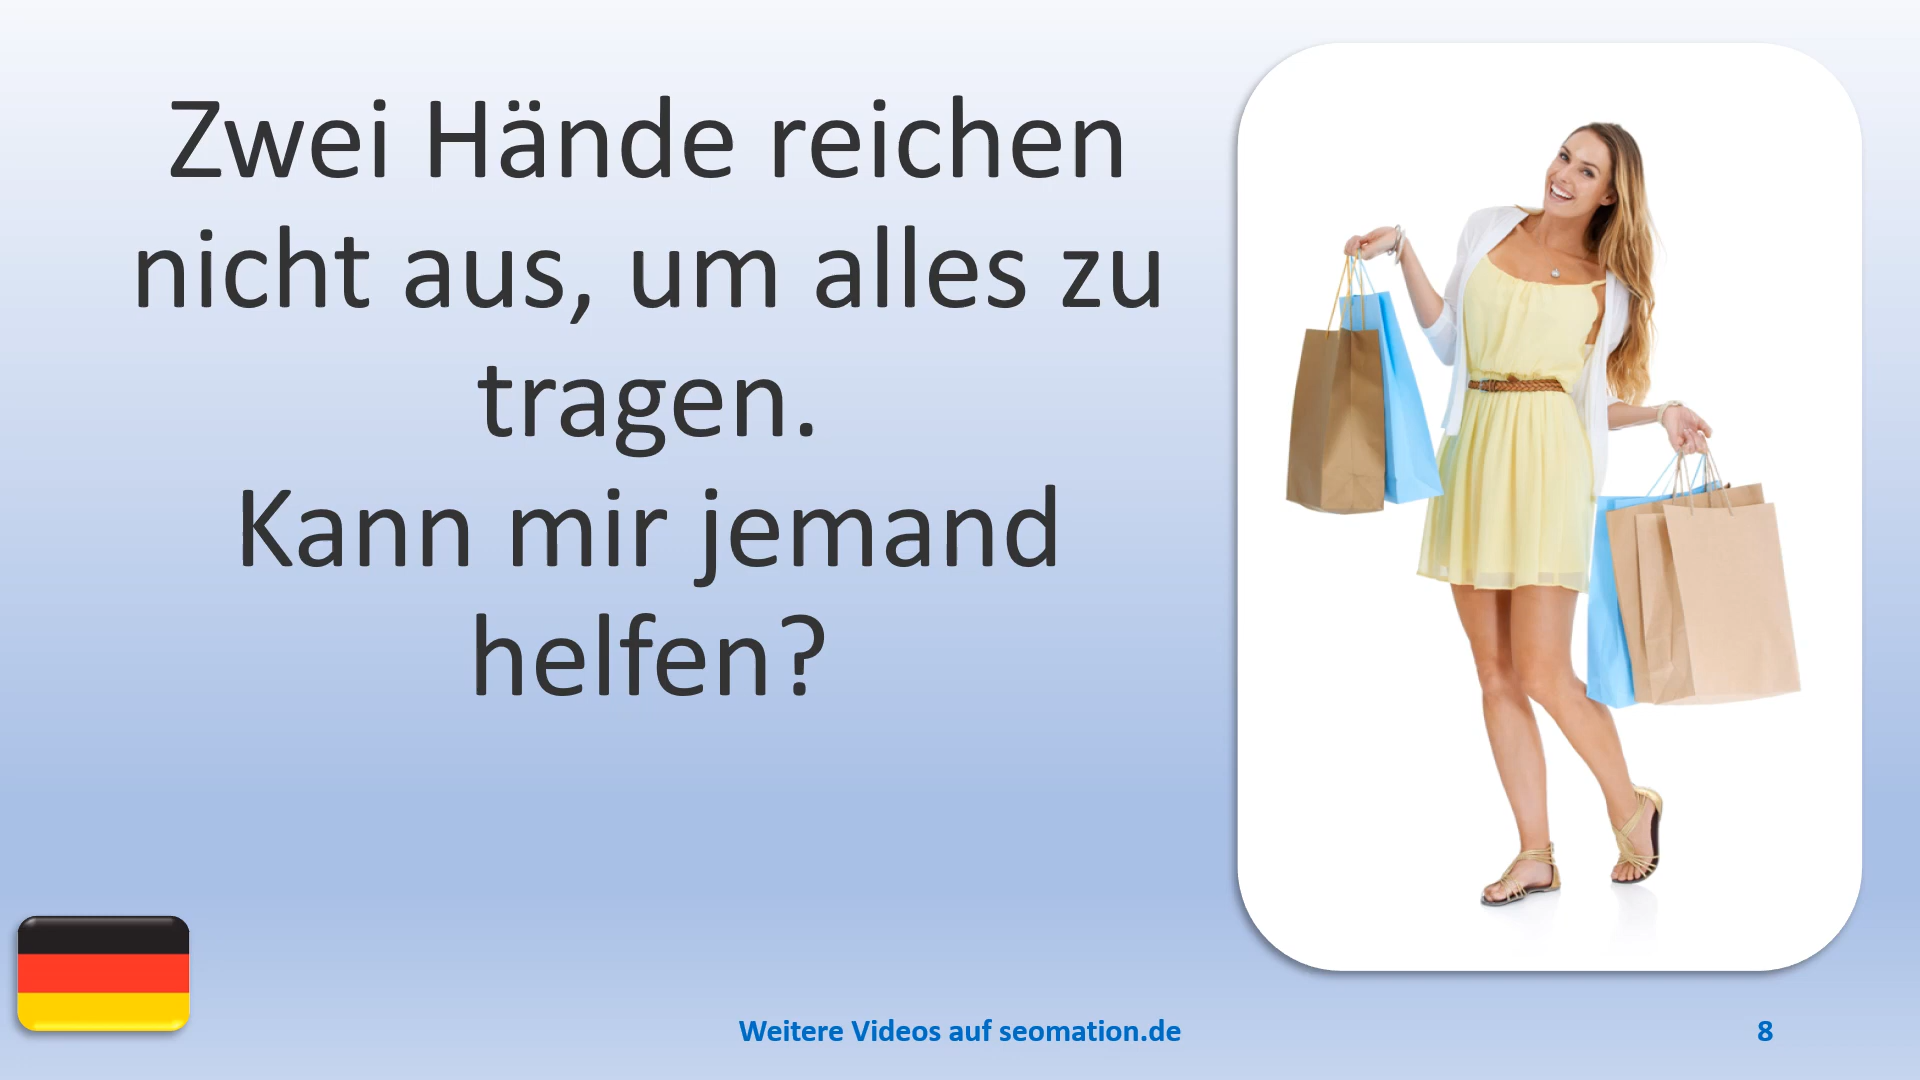 Zwei Hände reichen
nicht aus, um alles zu
tragen.
Kann mir jemand
helfen?
Weitere Videos auf seomation.de
8